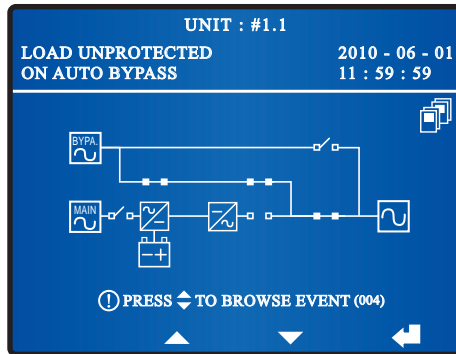 UNIT : #1.1
LOAD UNPROTECTED 2010 - 06 - 01
ON AUTO BYPASS 11 : 59 : 59
BYPA.
MAIN
PRESS TO BROWSE EVENT (004)